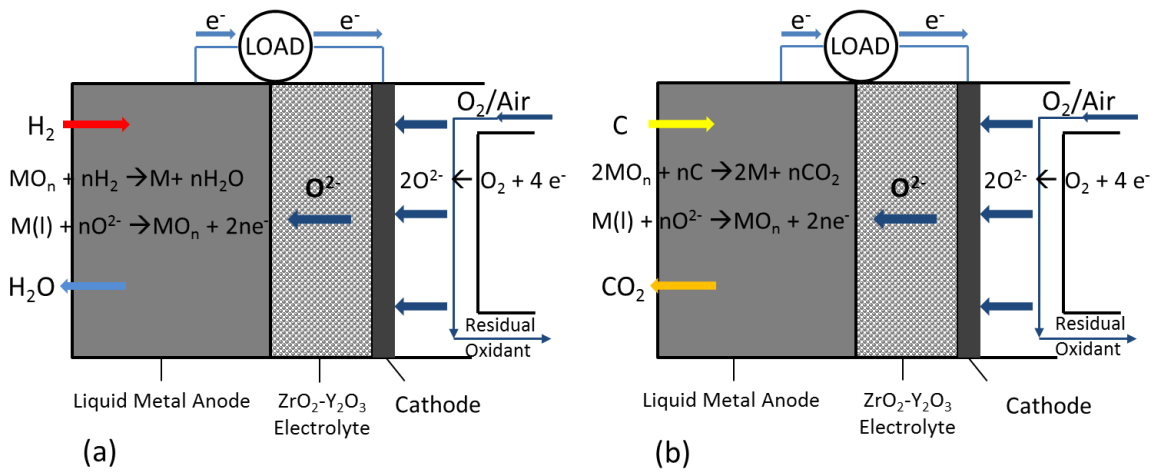 e⁻ e⁻
LOAD
O₂/Air
H₂
MOₙ + nH₂ →M+ nH₂O
M(l) + nO²⁻ →MOₙ + 2ne⁻
H₂O
O²⁻
2O²⁻ ← O₂ + 4 e⁻
Residual
Oxidant
Liquid Metal Anode
ZrO₂-Y₂O₃
Electrolyte
Cathode
(a)
e⁻ e⁻
LOAD
O₂/Air
C
2MOₙ + nC →2M+ nCO₂
M(l) + nO²⁻ →MOₙ + 2ne⁻
CO₂
O²⁻
2O²⁻ ← O₂ + 4 e⁻
Residual
Oxidant
Liquid Metal Anode
ZrO₂-Y₂O₃
Electrolyte
Cathode
(b)